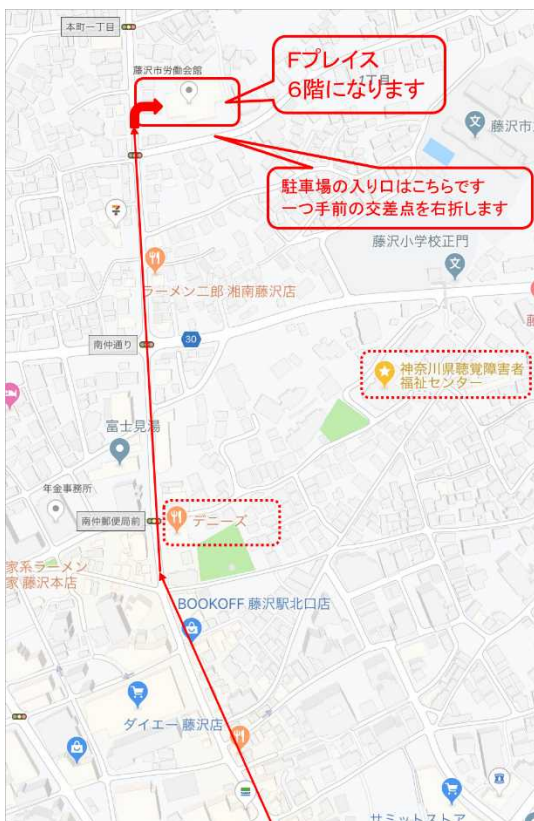 本町一丁目
藤沢市労働会館
Fプレイス
6階になります
1丁目
藤沢市
駐車場の入り口はこちらです
一つ手前の交差点を右折します
藤沢小学校正門
文
文
7
ラーメン二郎 湘南藤沢店
南仲通り
30
藤
神奈川県聴覚障害者
福祉センター
富士見湯
年金事務所
南仲郵便局前
デニーズ
家系ラーメン
家 藤沢本店
BOOKOFF 藤沢駅北口店
ダイエー 藤沢店
サミットストア